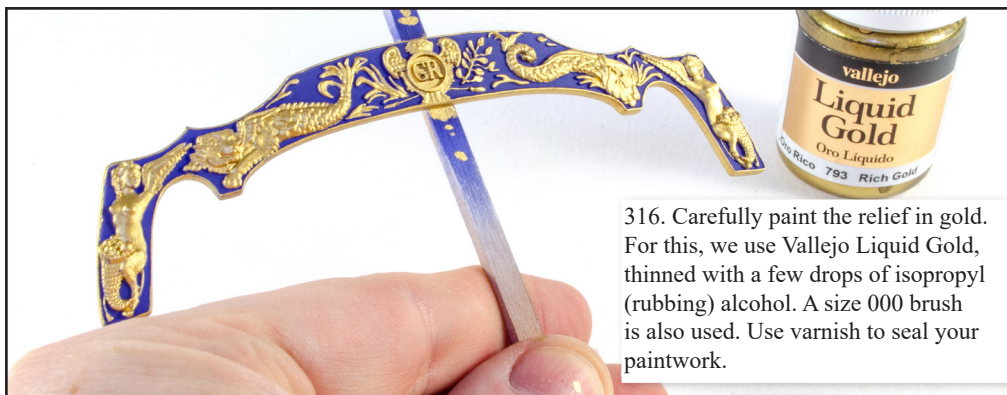 GR
vallejo
Liquid
Gold
Oro Líquido
Oro Rico 793 Rich Gold
316. Carefully paint the relief in gold.
For this, we use Vallejo Liquid Gold,
thinned with a few drops of isopropyl
(rubbing) alcohol. A size 000 brush
is also used. Use varnish to seal your
paintwork.